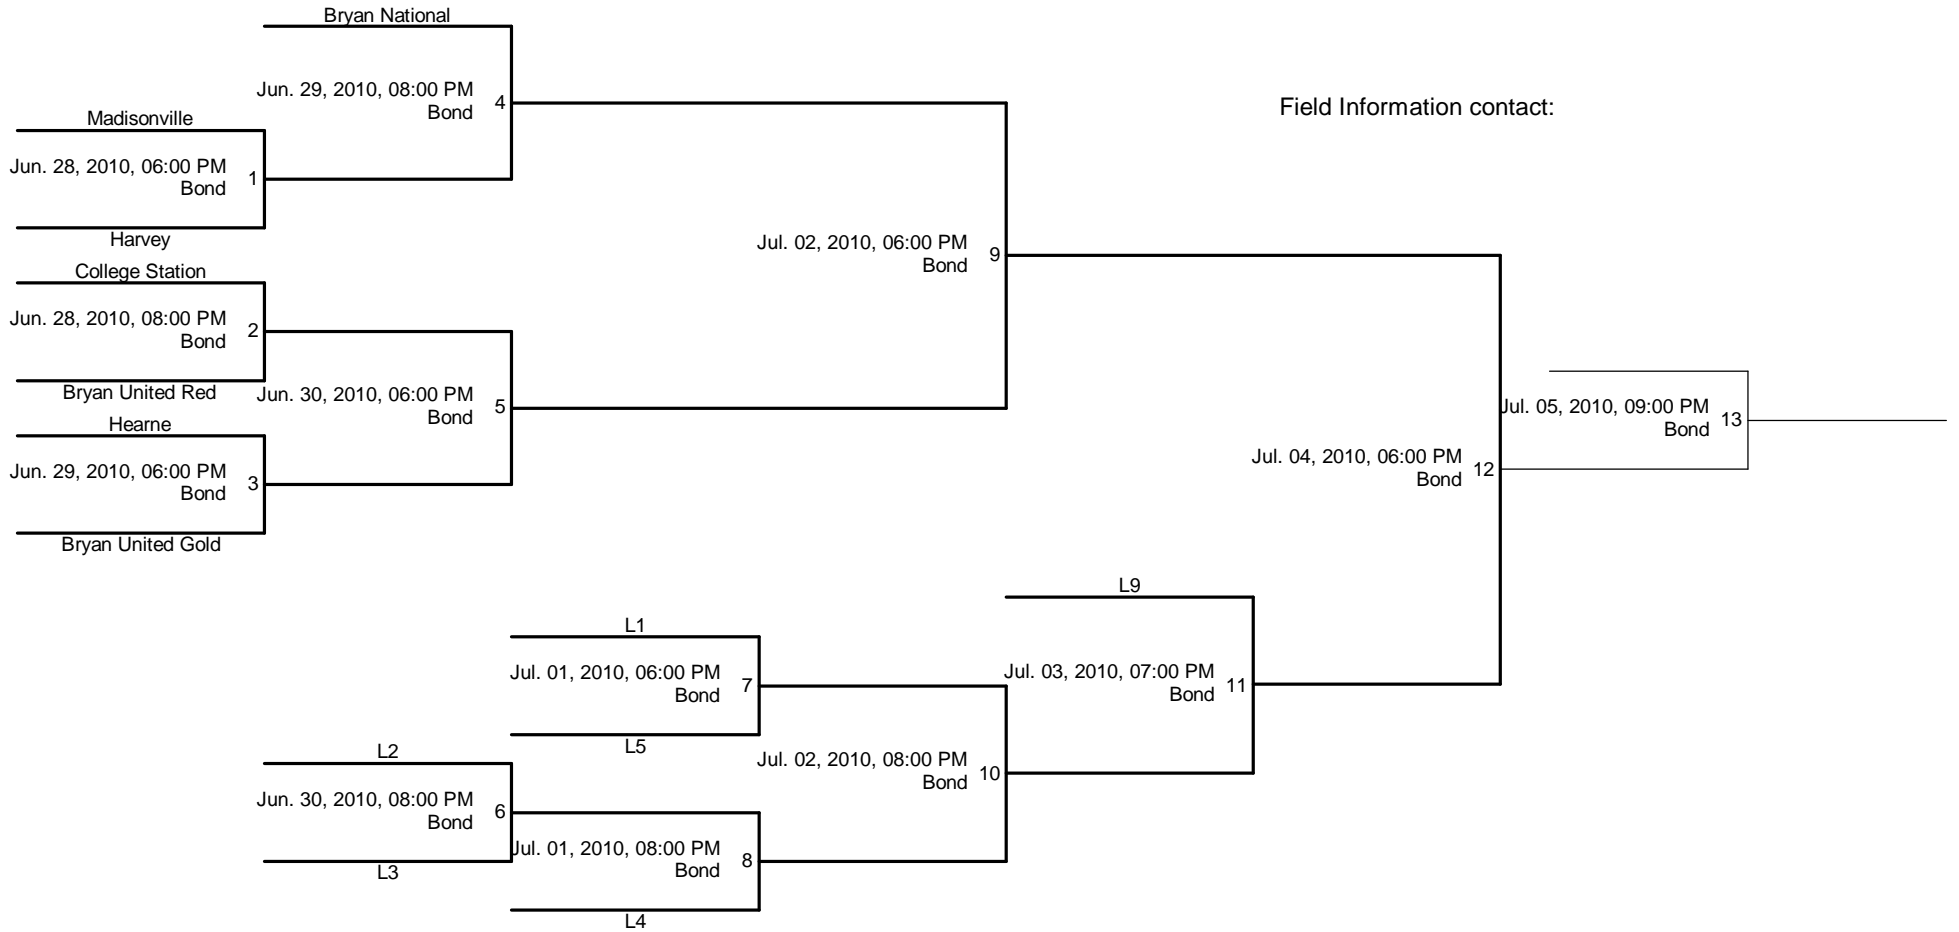 Bryan National
Jun. 29, 2010, 08:00 PM
Bond
4
Field Information contact:
Madisonville
Jun. 28, 2010, 06:00 PM
Bond
1
Harvey
College Station
Jun. 28, 2010, 08:00 PM
Bond
2
Bryan United Red
Jun. 30, 2010, 06:00 PM
Bond
5
Hearne
Jun. 29, 2010, 06:00 PM
Bond
3
Bryan United Gold
Jul. 02, 2010, 06:00 PM
Bond
9
Jul. 05, 2010, 09:00 PM
Bond
13
Jul. 04, 2010, 06:00 PM
Bond
12
L9
Jul. 03, 2010, 07:00 PM
Bond
11
L1
Jul. 01, 2010, 06:00 PM
Bond
7
L5
Jul. 02, 2010, 08:00 PM
Bond
10
L2
Jun. 30, 2010, 08:00 PM
Bond
6
L3
Jul. 01, 2010, 08:00 PM
Bond
8
L4